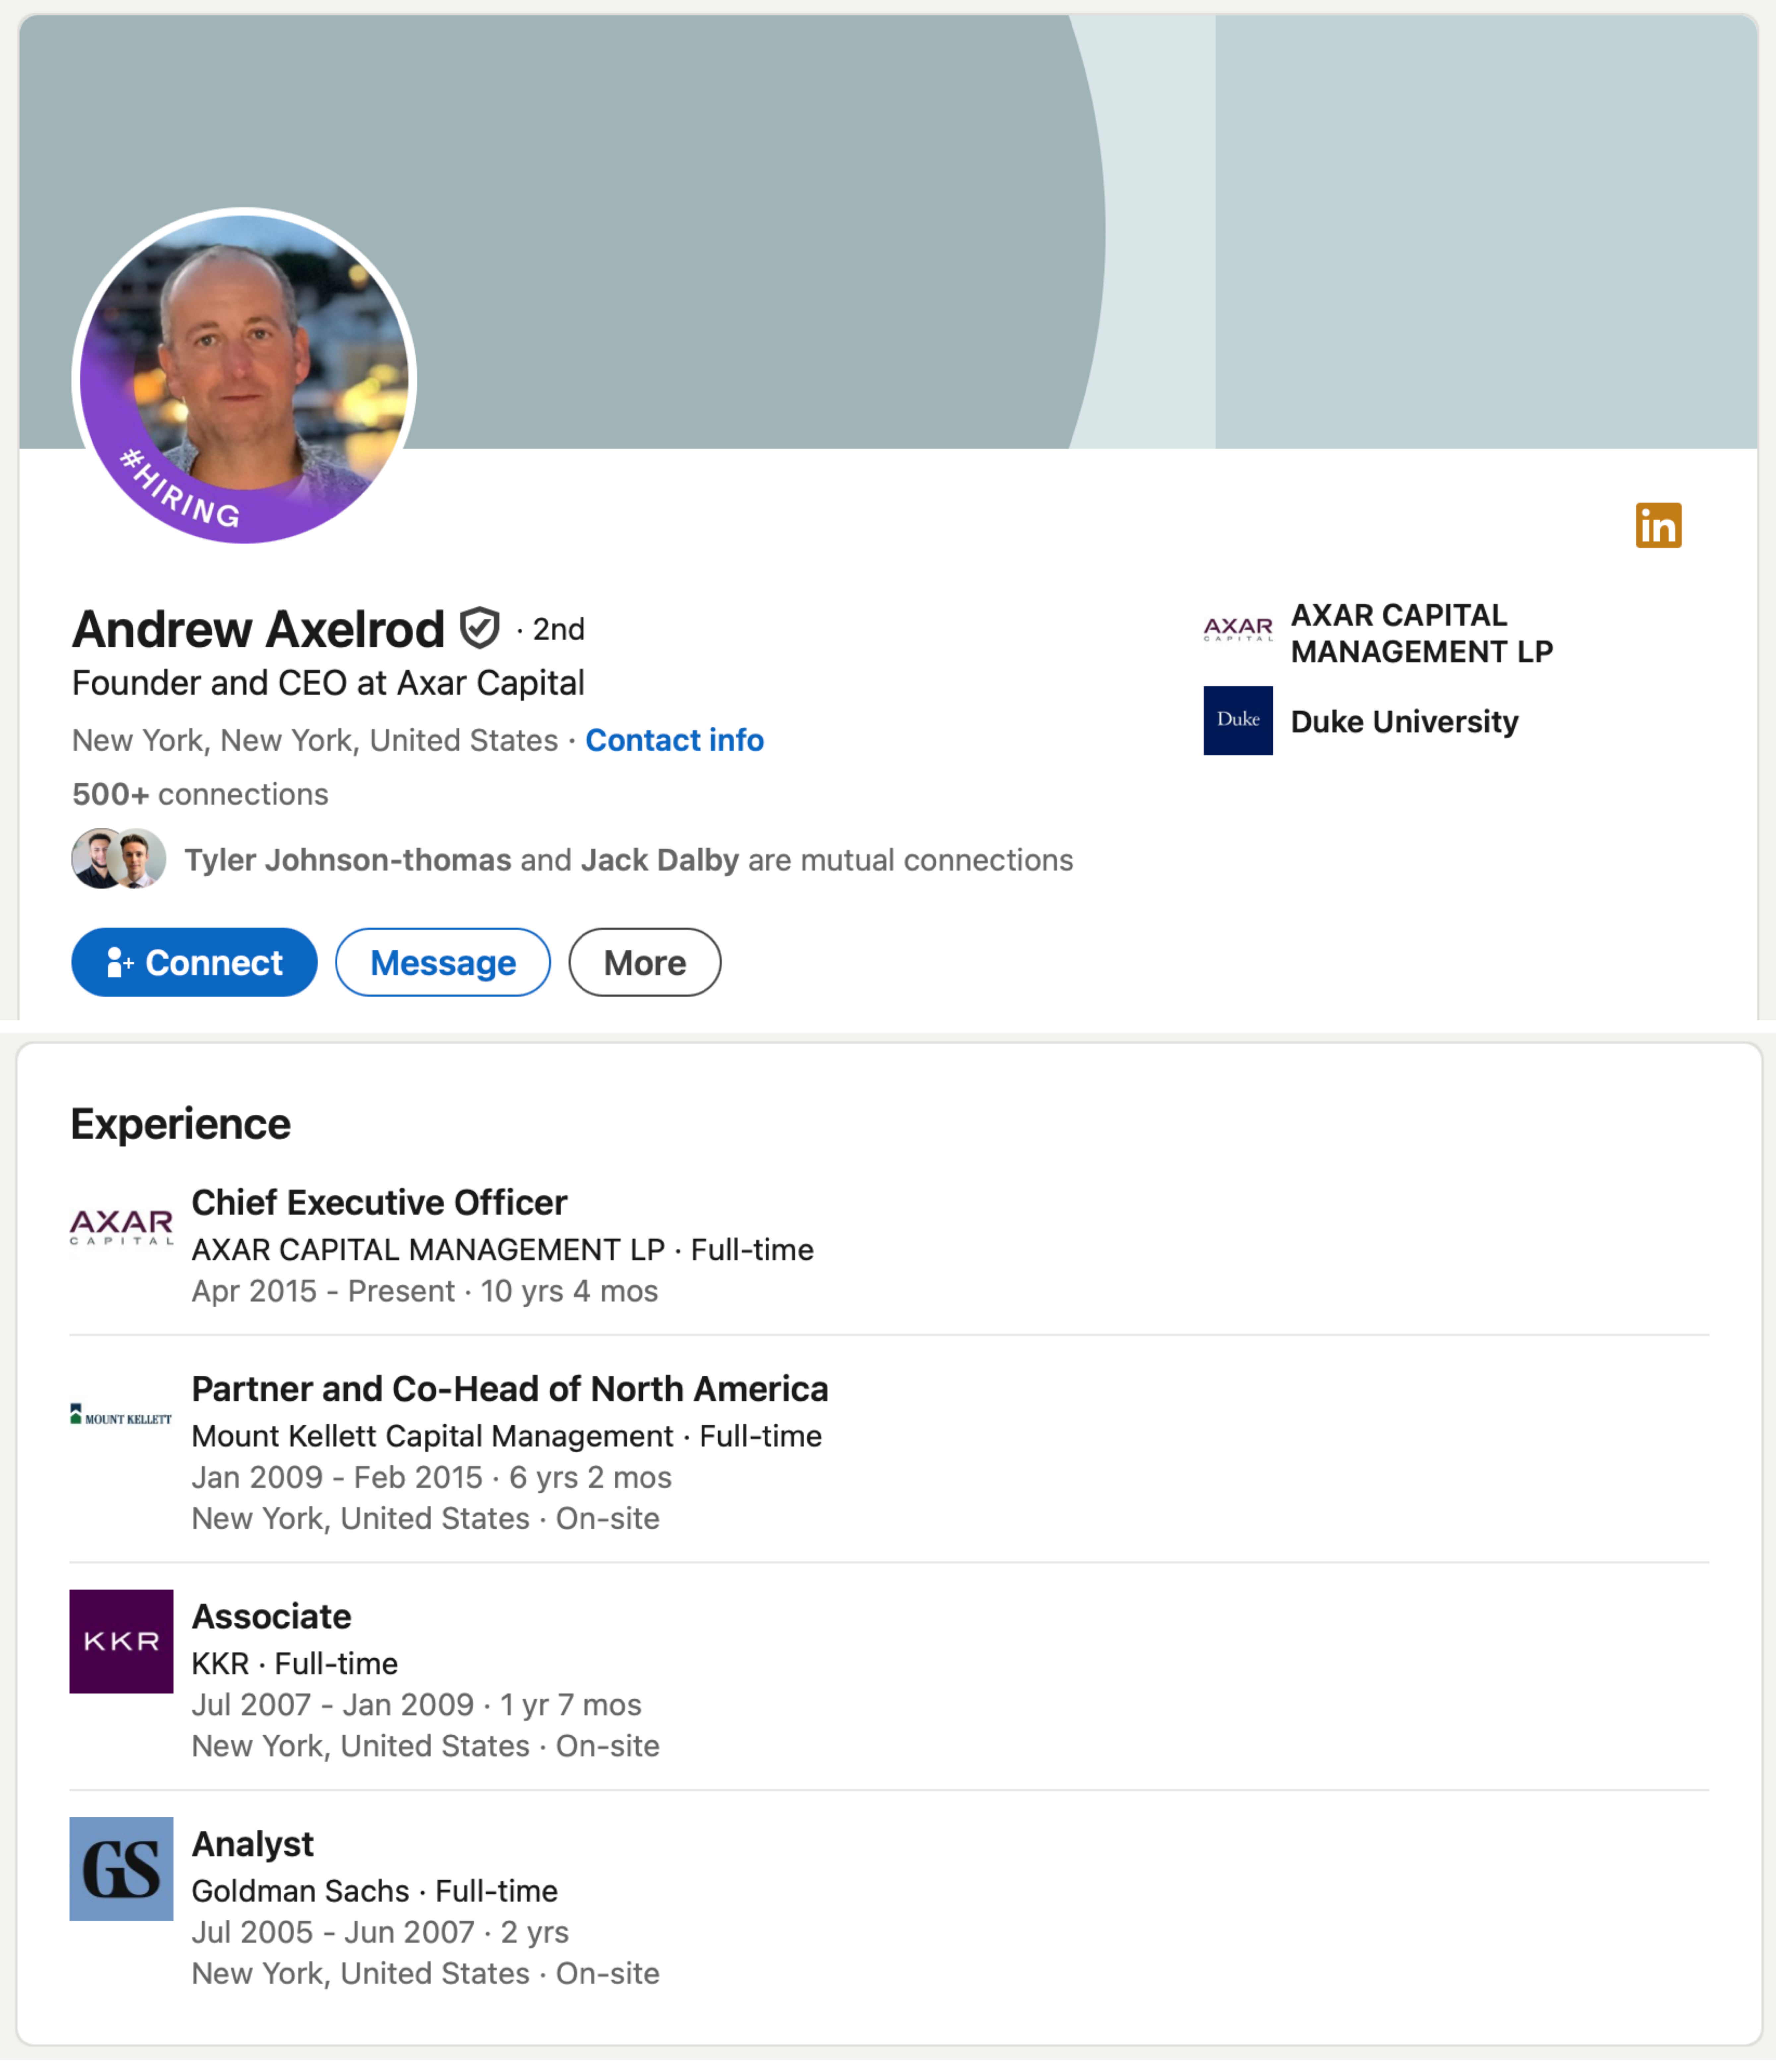 #HIRING
Andrew Axelrod · 2nd
Founder and CEO at Axar Capital
New York, New York, United States · Contact info
500+ connections
Tyler Johnson-thomas and Jack Dalby are mutual connections
Connect Message More
in
AXAR CAPITAL
AXAR CAPITAL
MANAGEMENT LP
Duke
Duke University
Experience
AXAR CAPITAL
Chief Executive Officer
AXAR CAPITAL MANAGEMENT LP · Full-time
Apr 2015 - Present · 10 yrs 4 mos
MOUNT KELLETT
Partner and Co-Head of North America
Mount Kellett Capital Management · Full-time
Jan 2009 - Feb 2015 · 6 yrs 2 mos
New York, United States · On-site
KKR
Associate
KKR · Full-time
Jul 2007 - Jan 2009 · 1 yr 7 mos
New York, United States · On-site
GS
Analyst
Goldman Sachs · Full-time
Jul 2005 - Jun 2007 · 2 yrs
New York, United States · On-site